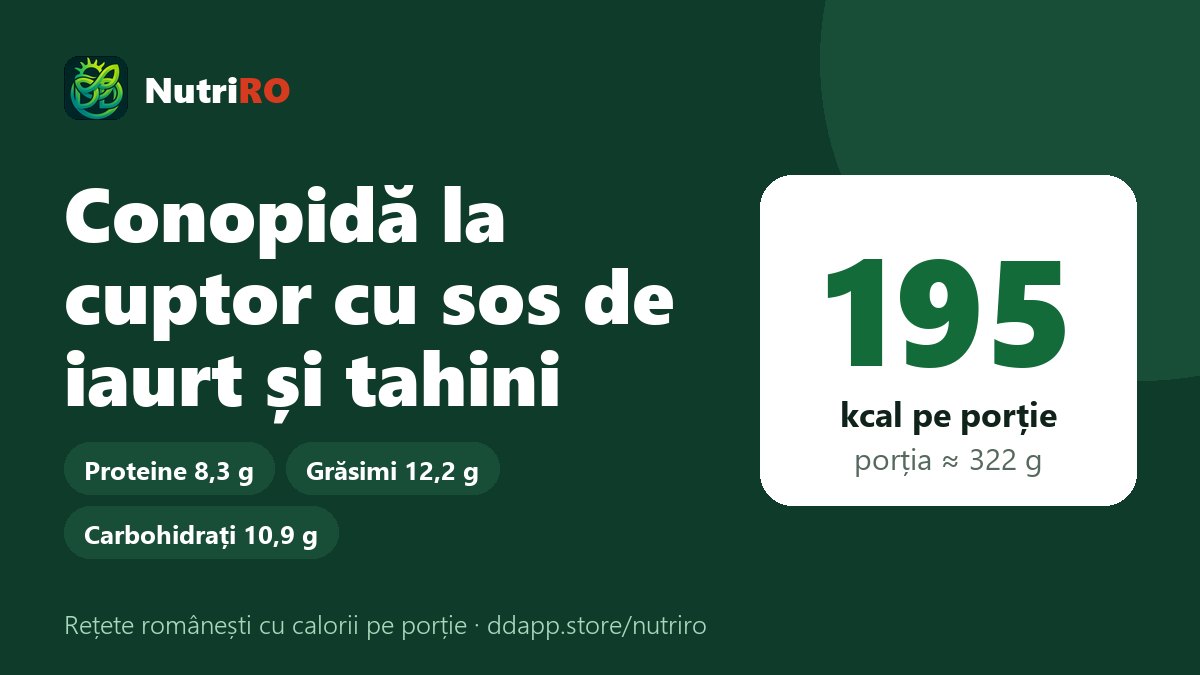 NutriRO
Conopidă la
cuptor cu sos de
iaurt și tahini
Proteine 8,3 g
Grăsimi 12,2 g
Carbohidrați 10,9 g
195
kcal pe porție
porția ≈ 322 g
Rețete românești cu calorii pe porție · ddapp.store/nutriro